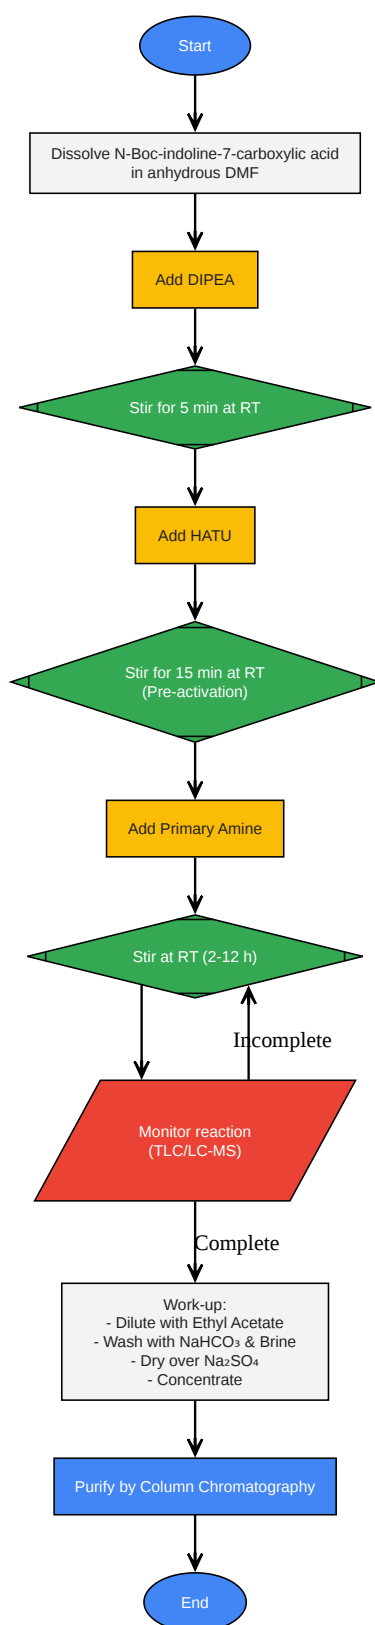 Start
Dissolve N-Boc-indoline-7-carboxylic acid
in anhydrous DMF
Add DIPEA
Stir for 5 min at RT
Add HATU
Stir for 15 min at RT
(Pre-activation)
Add Primary Amine
Stir at RT (2-12 h)
Incomplete
Monitor reaction
(TLC/LC-MS)
Complete
Work-up:
- Dilute with Ethyl Acetate
- Wash with NaHCO₃ & Brine
- Dry over Na₂SO₄
- Concentrate
Purify by Column Chromatography
End